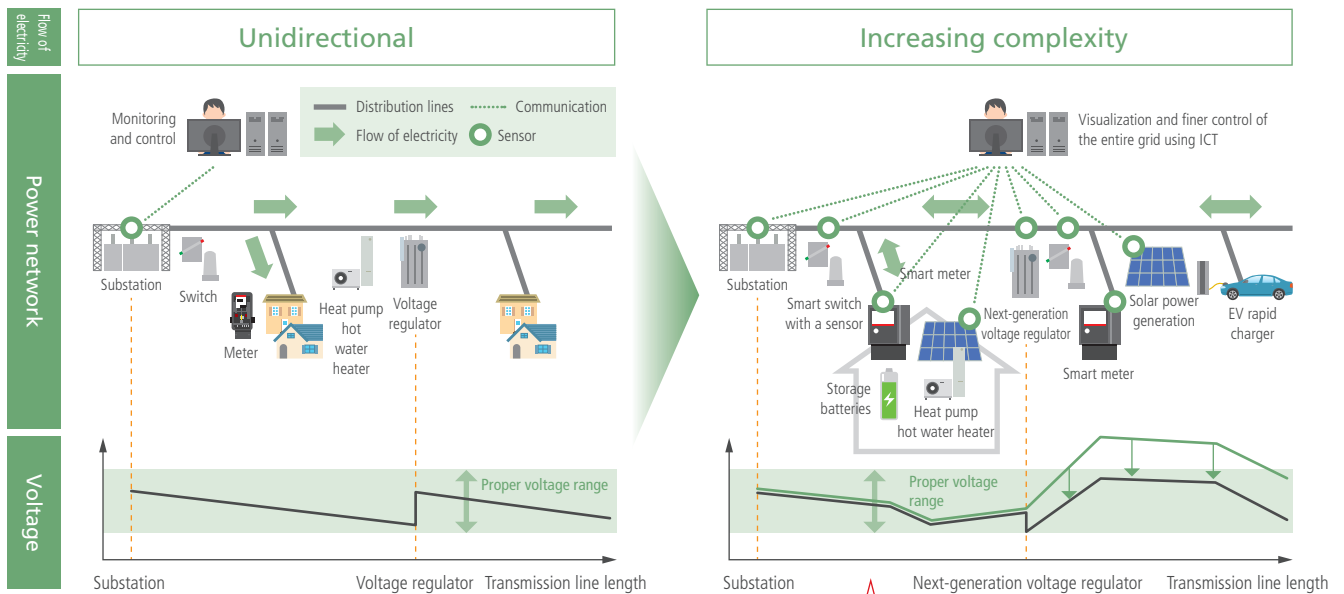 Flow of
electricity
Unidirectional
Increasing complexity
Power network
Monitoring
and control
Distribution lines
Communication
Flow of electricity
Sensor
Substation
Switch
Meter
Heat pump
hot
water
heater
Voltage
regulator
Visualization and finer control of
the entire grid using ICT
Substation
Smart switch
with a sensor
Smart meter
Storage
batteries
Heat pump
hot water heater
Next-generation
voltage regulator
Smart meter
Solar power
generation
EV rapid
charger
Voltage
Proper voltage range
Substation
Voltage regulator
Transmission line length
Proper voltage
range
Substation
Next-generation voltage regulator
Transmission line length